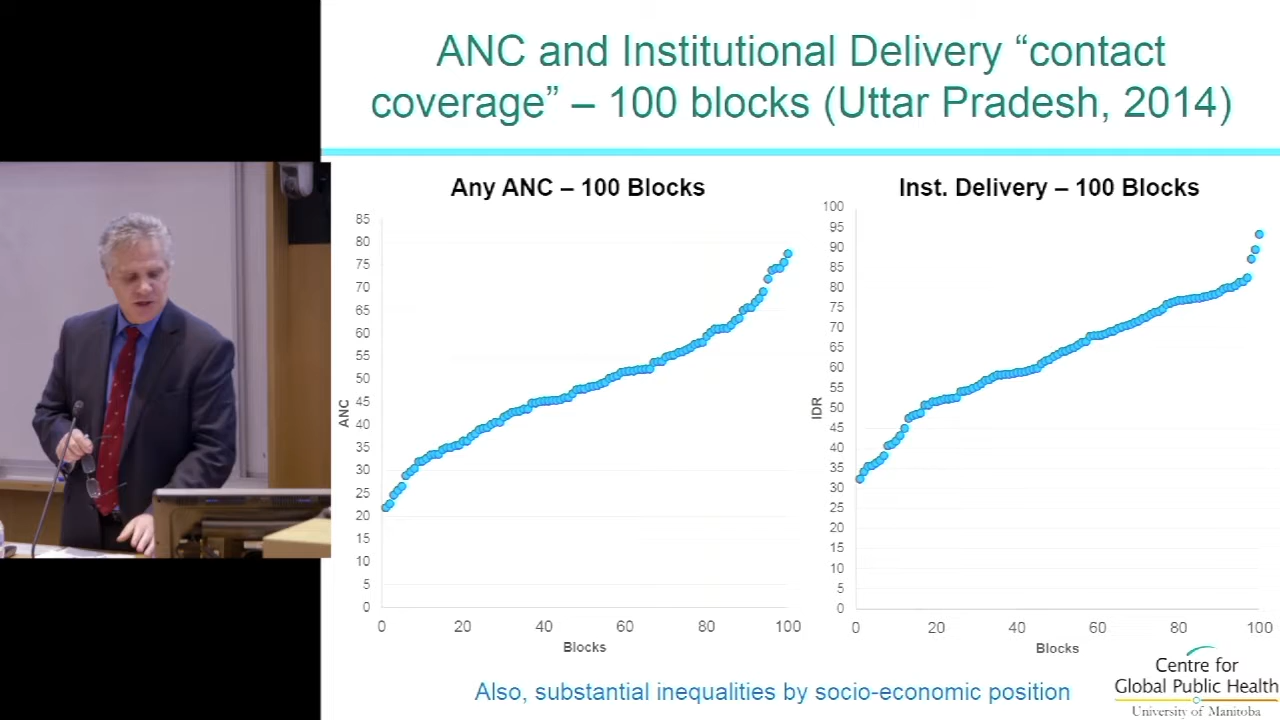 ANC and Institutional Delivery “contact
coverage” – 100 blocks (Uttar Pradesh, 2014)
Any ANC – 100 Blocks
85
80
75
70
65
60
55
50
45
40
35
30
25
20
15
10
5
0
ANC
0 20 40 60 80 100
Blocks
Inst. Delivery – 100 Blocks
100
95
90
85
80
75
70
65
60
55
50
45
40
35
30
25
20
15
10
5
0
IDR
0 20 40 60 80 100
Blocks
Also, substantial inequalities by socio-economic position
Centre for
Global Public Health
University of Manitoba